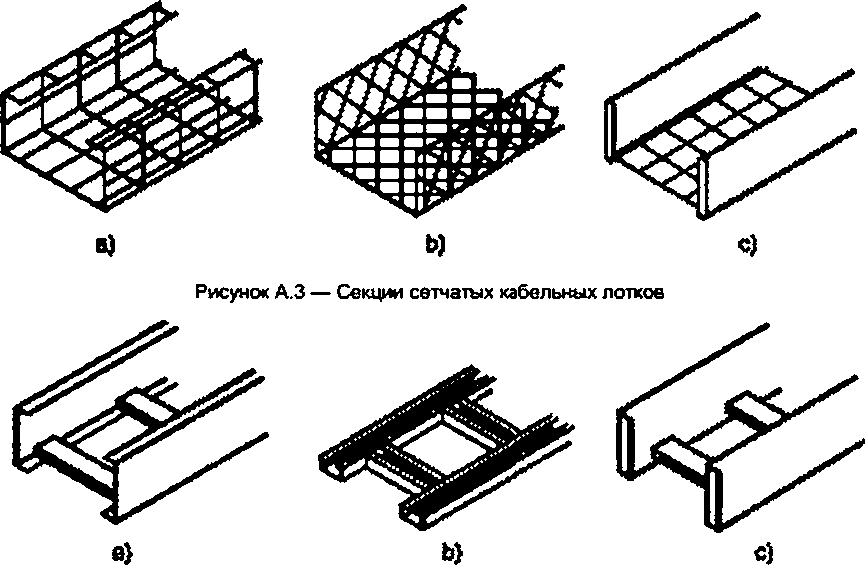 a) b) c)
Рисунок А.3 — Секции сетчатых кабельных лотков
a) b) c)